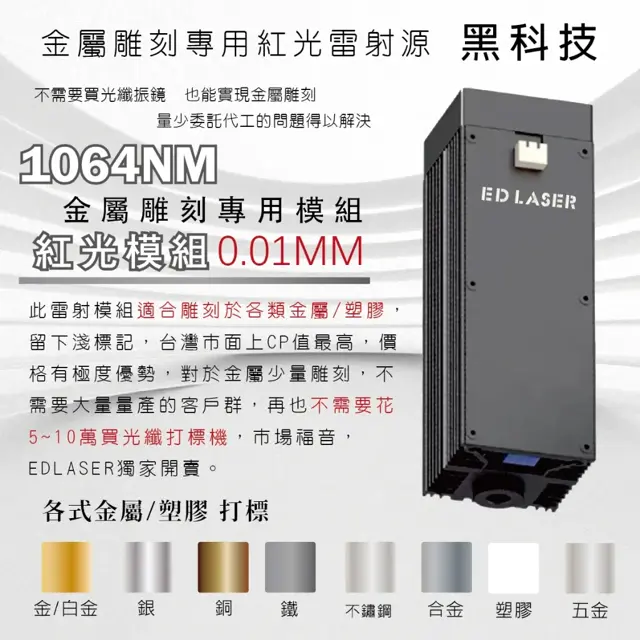 金屬雕刻專用紅光雷射源 黑科技
不需要買光纖振鏡 也能實現金屬雕刻
量少委託代工的問題得以解決
1064NM
金屬雕刻專用模組
紅光模組0.01MM
ED LASER
此雷射模組適合雕刻於各類金屬/塑膠，
留下淺標記，台灣市面上CP值最高，價
格有極度優勢，對於金屬少量雕刻，不
需要大量量產的客戶群，再也不需要花
5~10萬買光纖打標機，市場福音，
EDLASER獨家開賣。
各式金屬/塑膠 打標
金/白金 銀 銅 鐵 不鏽鋼 合金 塑膠 五金